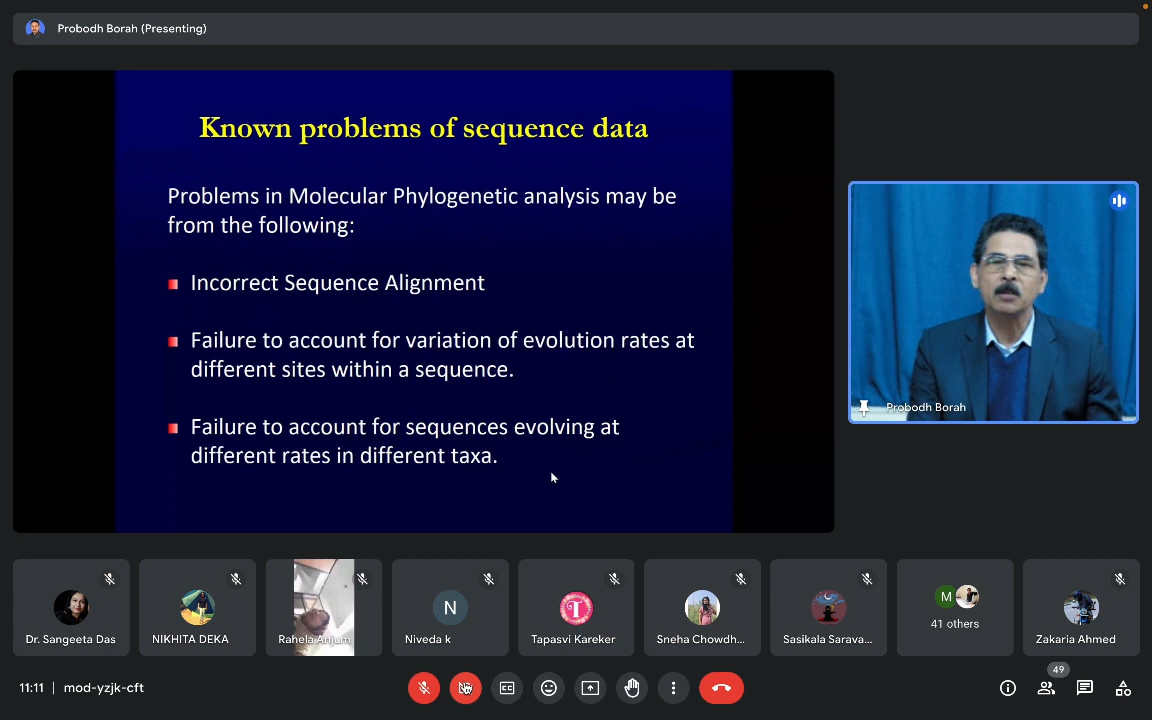 Probodh Borah (Presenting)
Known problems of sequence data
Problems in Molecular Phylogenetic analysis may be
from the following:
Incorrect Sequence Alignment
Failure to account for variation of evolution rates at
different sites within a sequence.
Failure to account for sequences evolving at
different rates in different taxa.
Probodh Borah
Dr. Sangeeta Das
NIKHITA DEKA
Rahela Anjum
N
Niveda k
T
Tapasvi Kareker
Sneha Chowdh...
Sasikala Sarava...
M
41 others
Zakaria Ahmed
11:11 | mod-yzjk-cft
CC
49